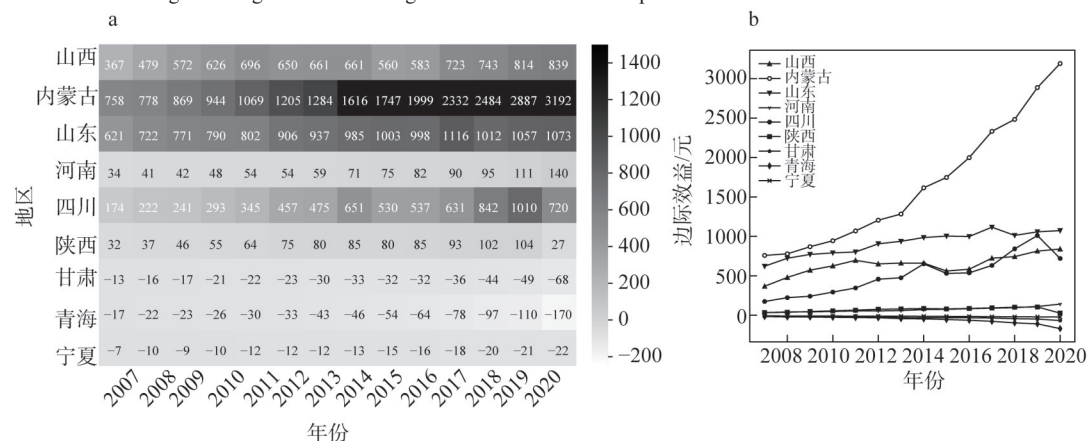 a
山西 367 479 572 626 696 650 661 661 560 583 723 743 814 839
内蒙古 758 778 869 944 1069 1205 1284 1616 1747 1999 2332 2484 2887 3192
山东 621 722 771 790 802 906 937 985 1003 998 1116 1012 1057 1073
河南 34 41 42 48 54 54 59 71 75 82 90 95 111 140
四川 174 222 241 293 345 457 475 651 530 537 631 842 1010 720
陕西 32 37 46 55 64 75 80 85 80 85 93 102 104 27
甘肃 −13 −16 −17 −21 −22 −23 −30 −33 −32 −32 −36 −44 −49 −68
青海 −17 −22 −23 −26 −30 −33 −43 −46 −54 −64 −78 −97 −110 −170
宁夏 −7 −10 −9 −10 −12 −12 −12 −13 −15 −16 −18 −20 −21 −22
地区
2007 2008 2009 2010 2011 2012 2013 2014 2015 2016 2017 2018 2019 2020
年份
1400
1200
1000
800
600
400
200
0
−200
b
山西
内蒙古
山东
河南
四川
陕西
甘肃
青海
宁夏
边际效益/元
3000
2500
2000
1500
1000
500
0
2008 2010 2012 2014 2016 2018 2020
年份